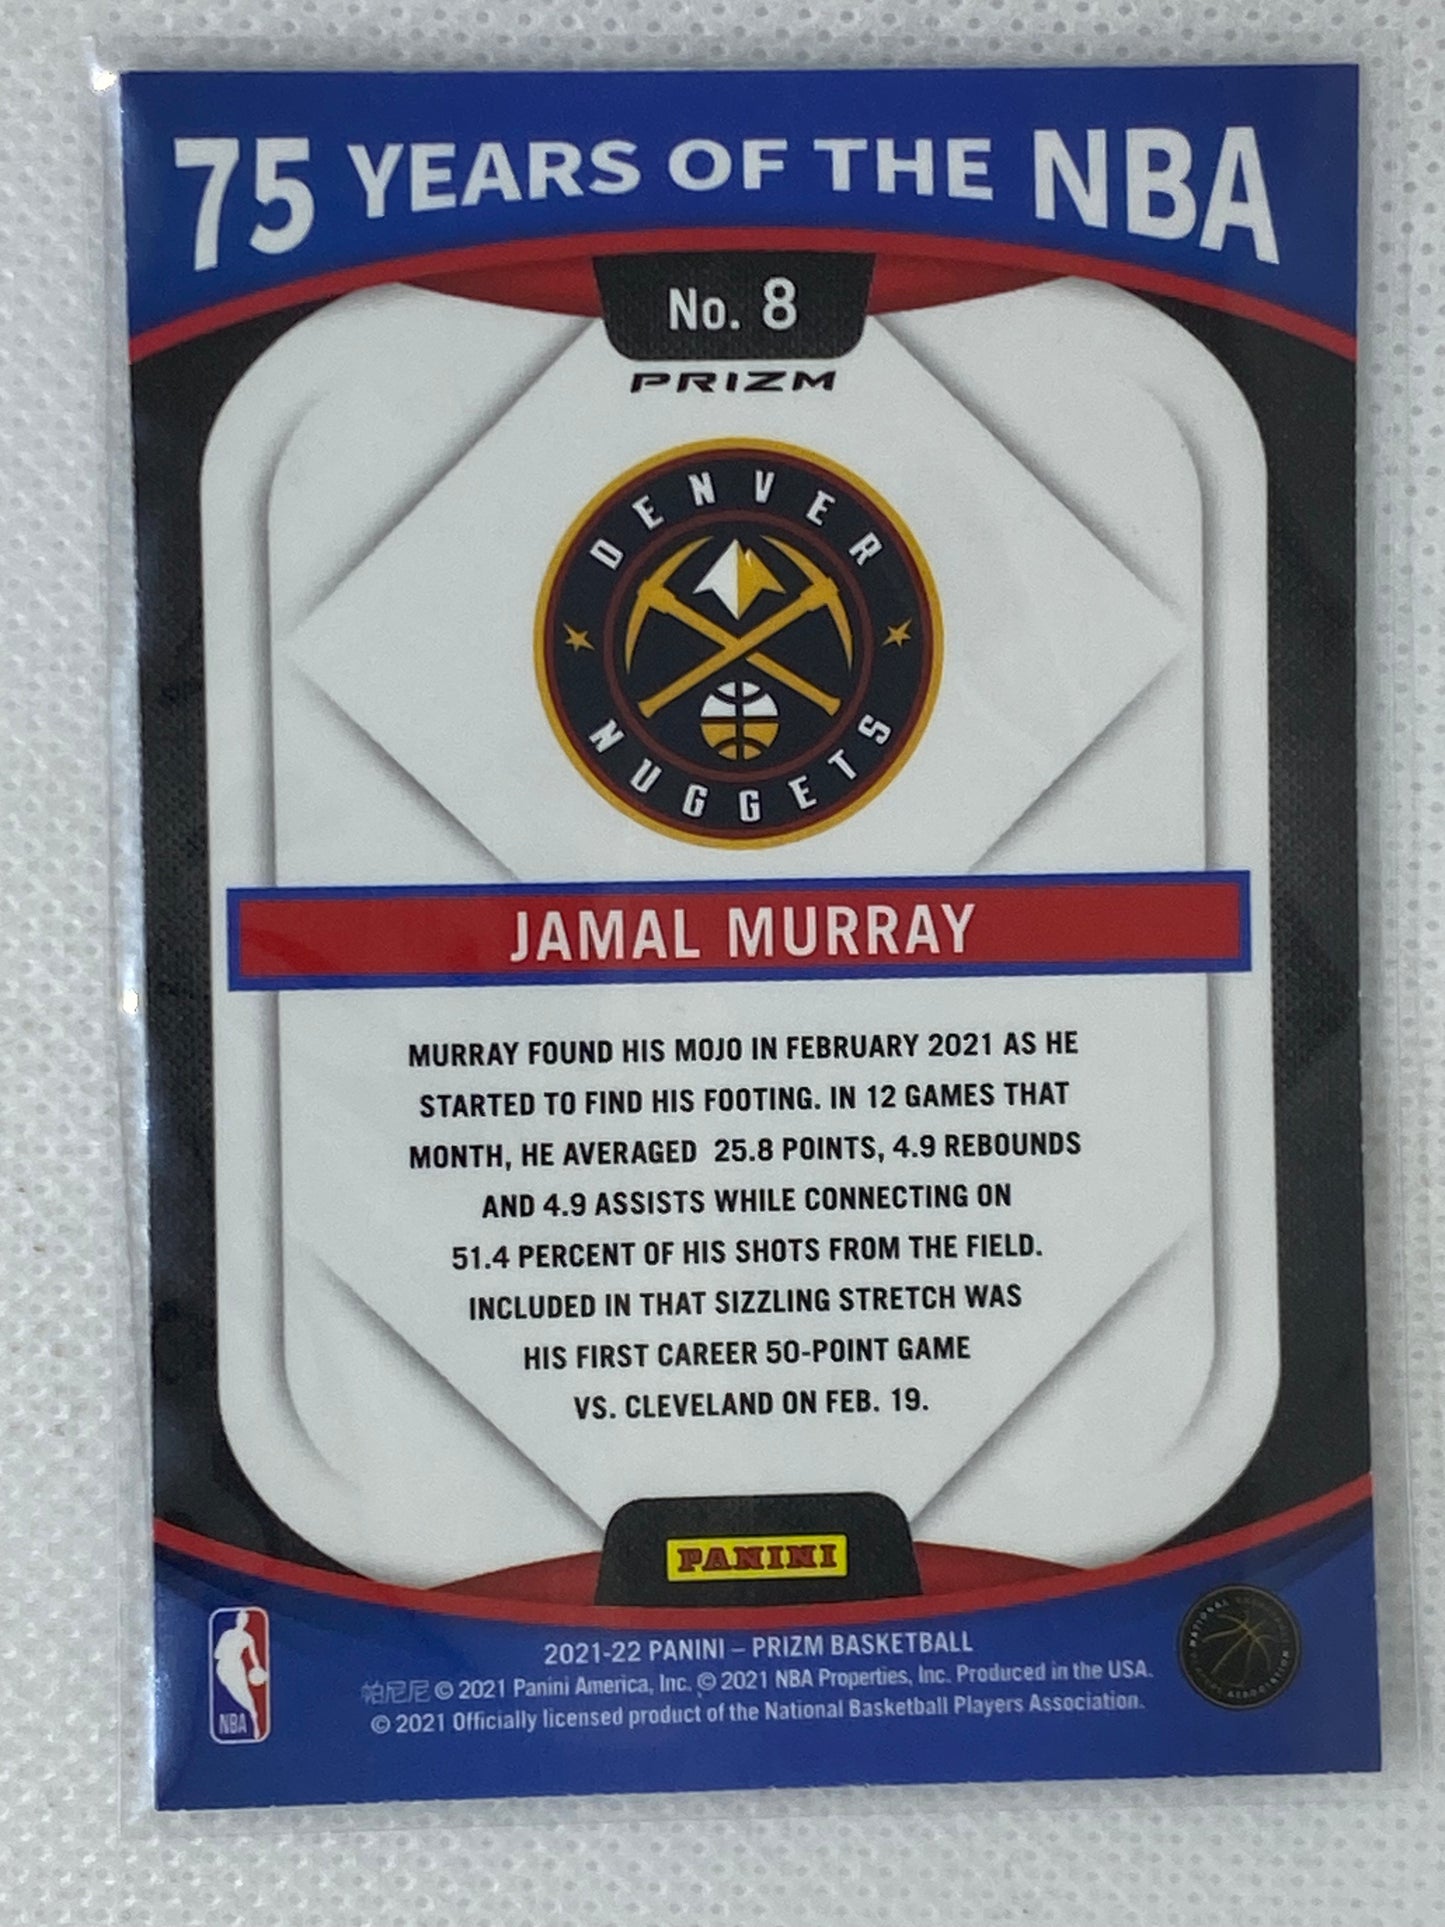 75 YEARS OF THE NBA
No. 8
PRIZM
DENVER
NUGGETS
JAMAL MURRAY
MURRAY FOUND HIS MOJO IN FEBRUARY 2021 AS HE
STARTED TO FIND HIS FOOTING. IN 12 GAMES THAT
MONTH, HE AVERAGED 25.8 POINTS, 4.9 REBOUNDS
AND 4.9 ASSISTS WHILE CONNECTING ON
51.4 PERCENT OF HIS SHOTS FROM THE FIELD.
INCLUDED IN THAT SIZZLING STRETCH WAS
HIS FIRST CAREER 50-POINT GAME
VS. CLEVELAND ON FEB. 19.
PANINI
2021-22 PANINI – PRIZM BASKETBALL
帕尼尼 © 2021 Panini America, Inc. © 2021 NBA Properties, Inc. Produced in the USA.
© 2021 Officially licensed product of the National Basketball Players Association.
NBA